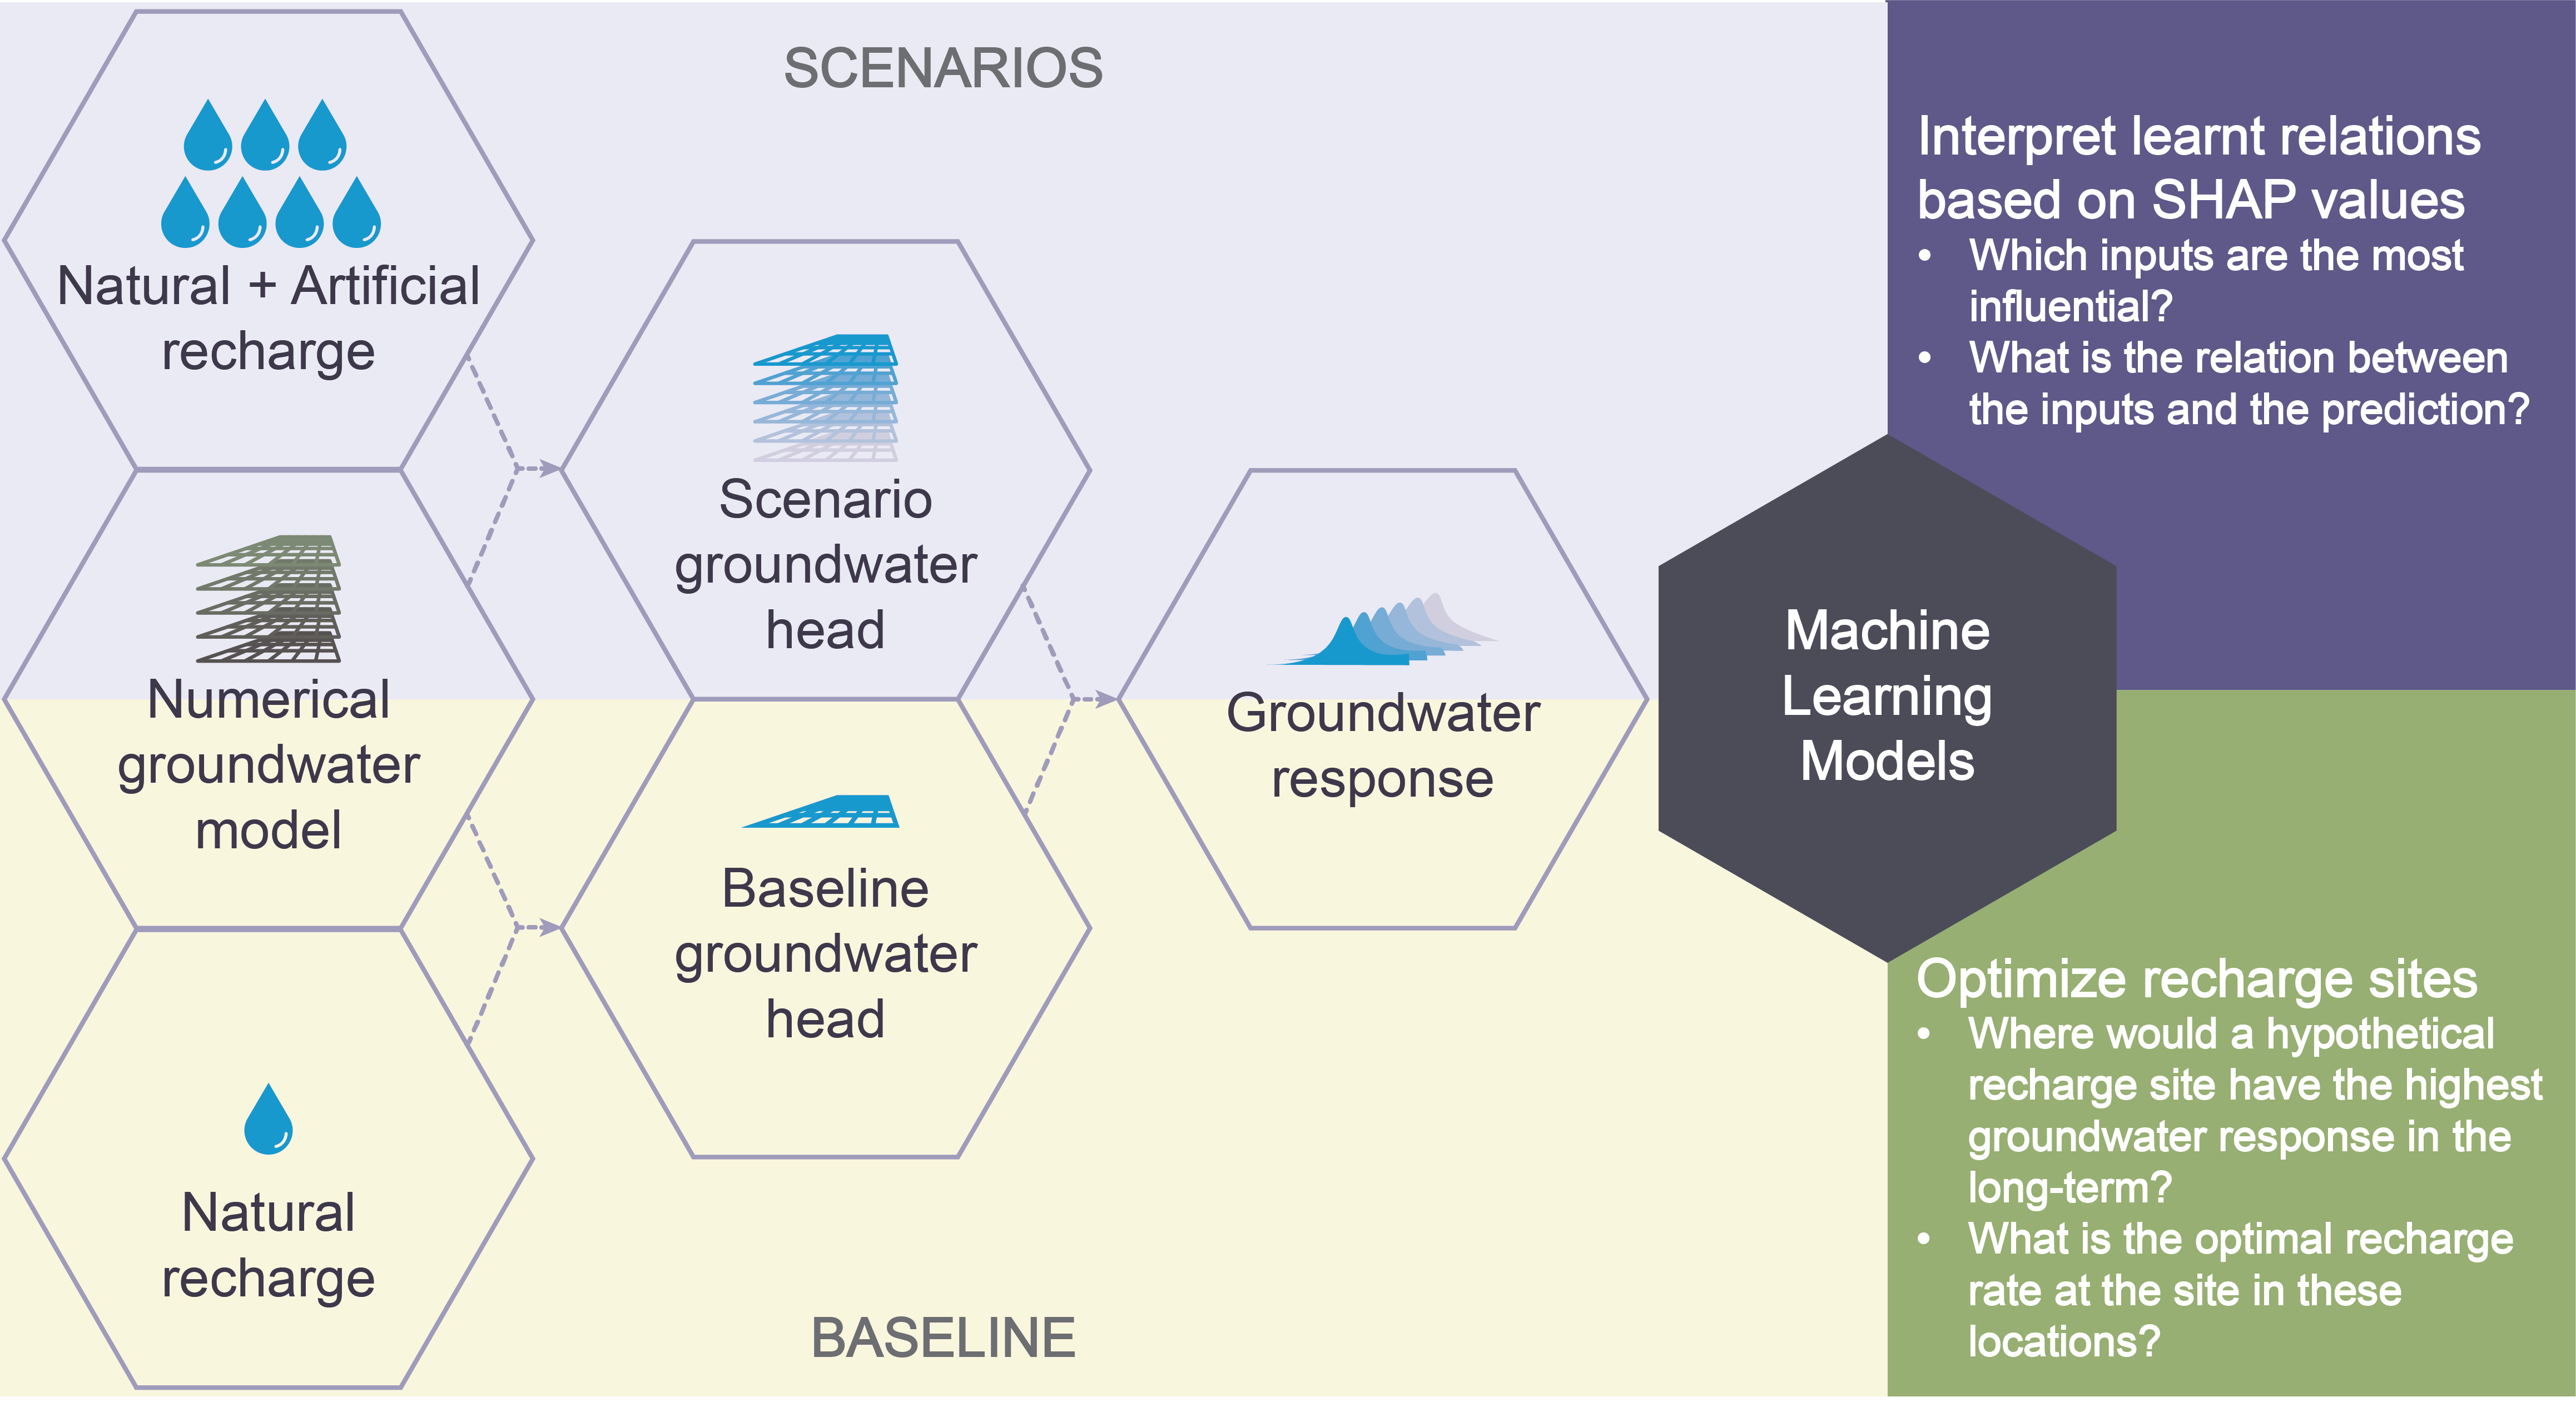 SCENARIOS
Natural + Artificial
recharge
Numerical
groundwater
model
Natural
recharge
Scenario
groundwater
head
Baseline
groundwater
head
Groundwater
response
BASELINE
Machine
Learning
Models
Interpret learnt relations
based on SHAP values
• Which inputs are the most
influential?
• What is the relation between
the inputs and the prediction?
Optimize recharge sites
• Where would a hypothetical
recharge site have the highest
groundwater response in the
long-term?
• What is the optimal recharge
rate at the site in these
locations?